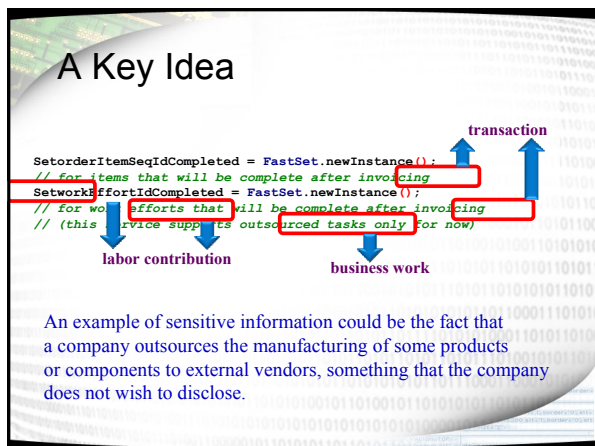 A Key Idea
transaction
SetorderItemSeqIdCompleted = FastSet.newInstance();
// for items that will be complete after invoicing
SetworkEffortIdCompleted = FastSet.newInstance();
// for work efforts that will be complete after invoicing
// (this service supports outsourced tasks only for now)
labor contribution
business work
An example of sensitive information could be the fact that
a company outsources the manufacturing of some products
or components to external vendors, something that the company
does not wish to disclose.